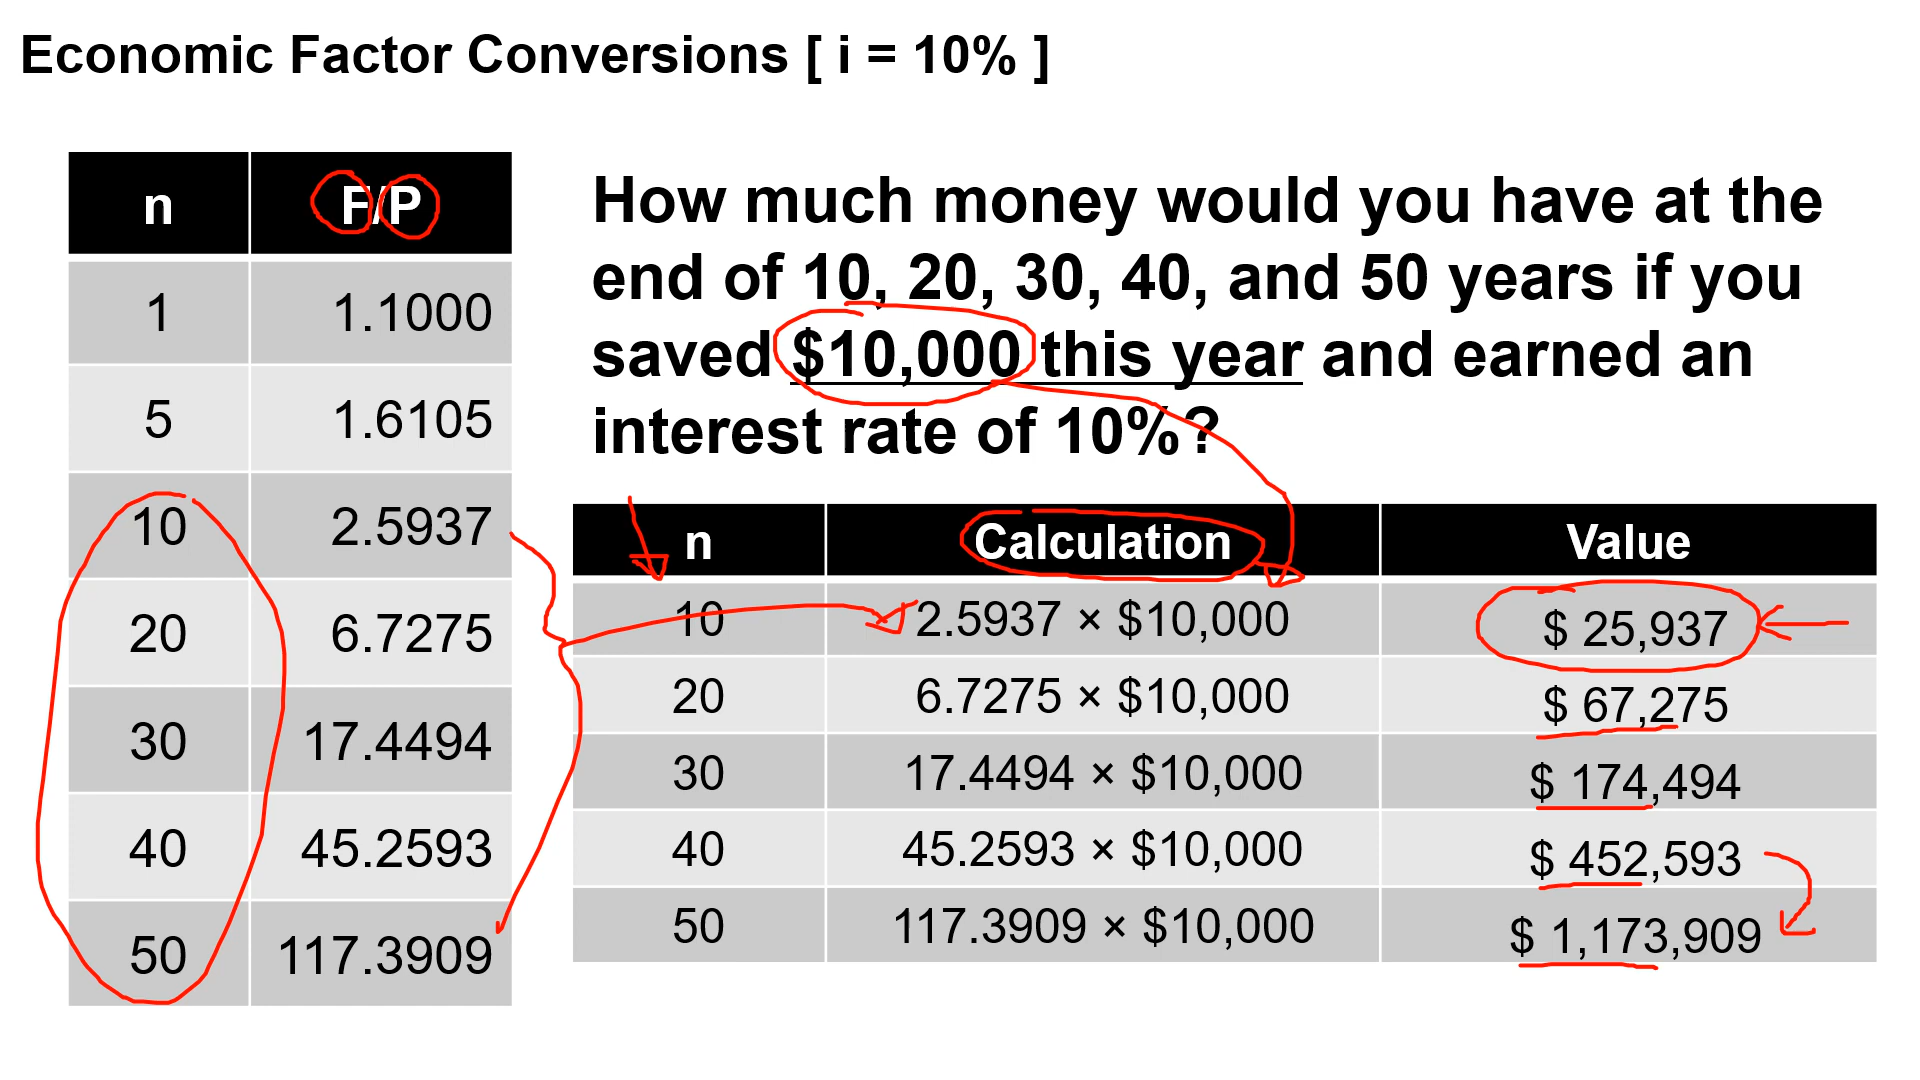 Economic Factor Conversions [ i = 10% ]
n F/P
1 1.1000
5 1.6105
10 2.5937
20 6.7275
30 17.4494
40 45.2593
50 117.3909
How much money would you have at the
end of 10, 20, 30, 40, and 50 years if you
saved $10,000 this year and earned an
interest rate of 10%?
n Calculation Value
10 2.5937 × $10,000 $ 25,937
20 6.7275 × $10,000 $ 67,275
30 17.4494 × $10,000 $ 174,494
40 45.2593 × $10,000 $ 452,593
50 117.3909 × $10,000 $ 1,173,909